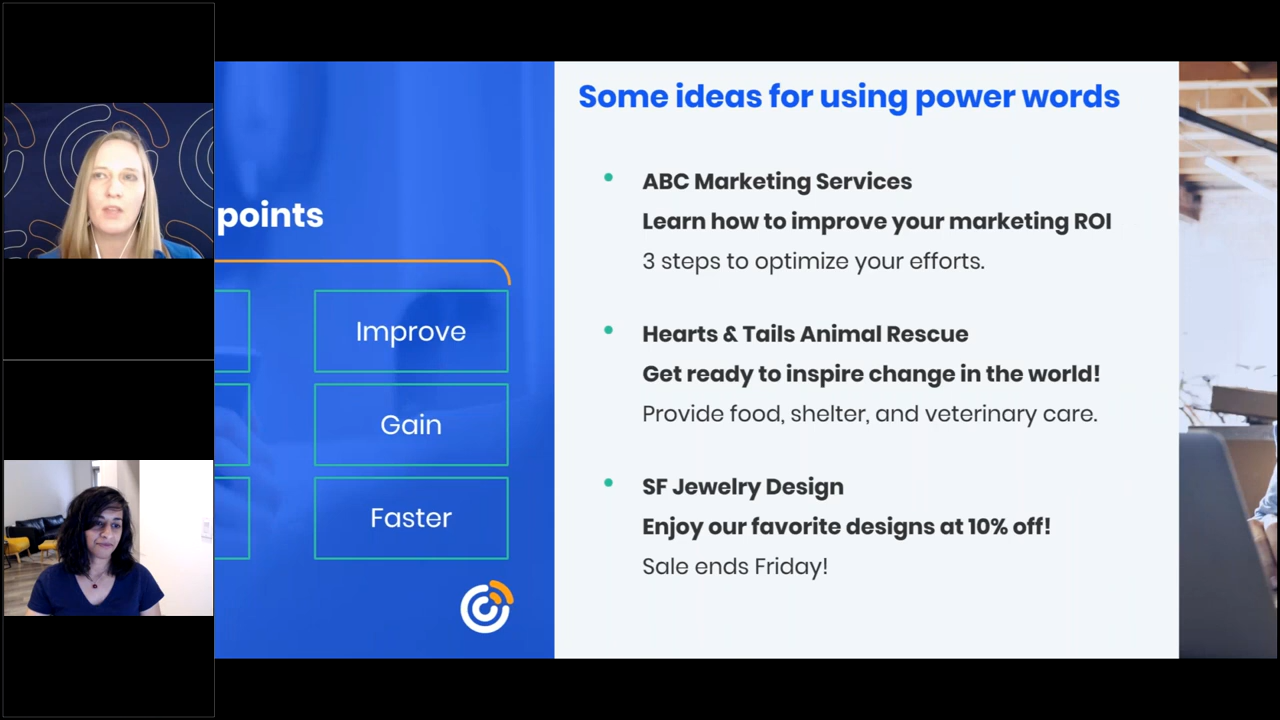 points
Improve
Gain
Faster
Some ideas for using power words
ABC Marketing Services
Learn how to improve your marketing ROI
3 steps to optimize your efforts.
Hearts & Tails Animal Rescue
Get ready to inspire change in the world!
Provide food, shelter, and veterinary care.
SF Jewelry Design
Enjoy our favorite designs at 10% off!
Sale ends Friday!